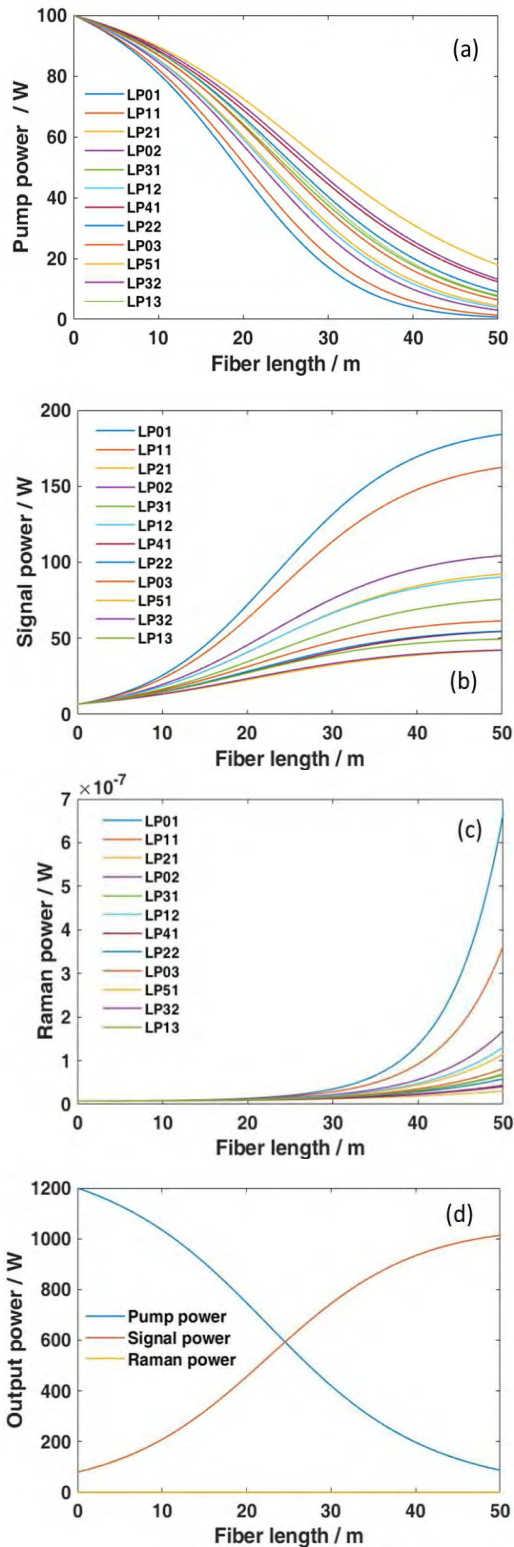 100
80
60
40
20
0
Pump power / W
(a)
LP01
LP11
LP21
LP02
LP31
LP12
LP41
LP22
LP03
LP51
LP32
LP13
0 10 20 30 40 50
Fiber length / m
200
150
100
50
0
Signal power / W
LP01
LP11
LP21
LP02
LP31
LP12
LP41
LP22
LP03
LP51
LP32
LP13
(b)
0 10 20 30 40 50
Fiber length / m
×10-7
7
6
5
4
3
2
1
0
Raman power / W
(c)
LP01
LP11
LP21
LP02
LP31
LP12
LP41
LP22
LP03
LP51
LP32
LP13
0 10 20 30 40 50
Fiber length / m
1200
1000
800
600
400
200
0
Output power / W
(d)
Pump power
Signal power
Raman power
0 10 20 30 40 50
Fiber length / m